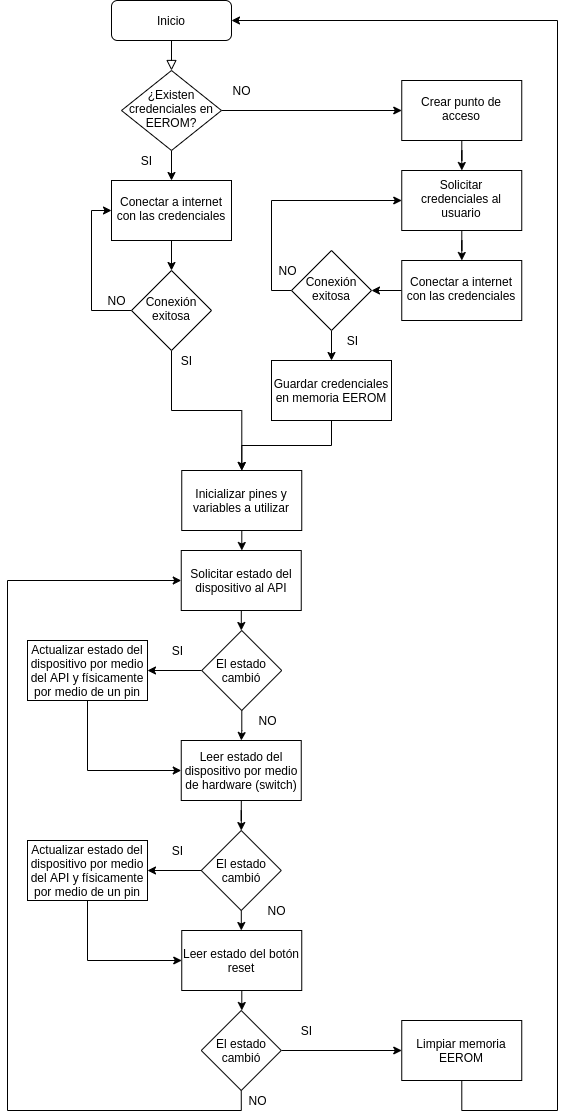 Inicio
¿Existen
credenciales en
EEROM?
NO
Crear punto de
acceso
SI
Conectar a internet
con las credenciales
Solicitar
credenciales al
usuario
NO
Conexión
exitosa
NO
Conexión
exitosa
Conectar a internet
con las credenciales
SI
SI
Guardar credenciales
en memoria EEROM
Inicializar pines y
variables a utilizar
Solicitar estado del
dispositivo al API
Actualizar estado del
dispositivo por medio
del API y físicamente
por medio de un pin
SI
El estado
cambió
NO
Leer estado del
dispositivo por medio
de hardware (switch)
Actualizar estado del
dispositivo por medio
del API y físicamente
por medio de un pin
SI
El estado
cambió
NO
Leer estado del botón
reset
El estado
cambió
SI
Limpiar memoria
EEROM
NO